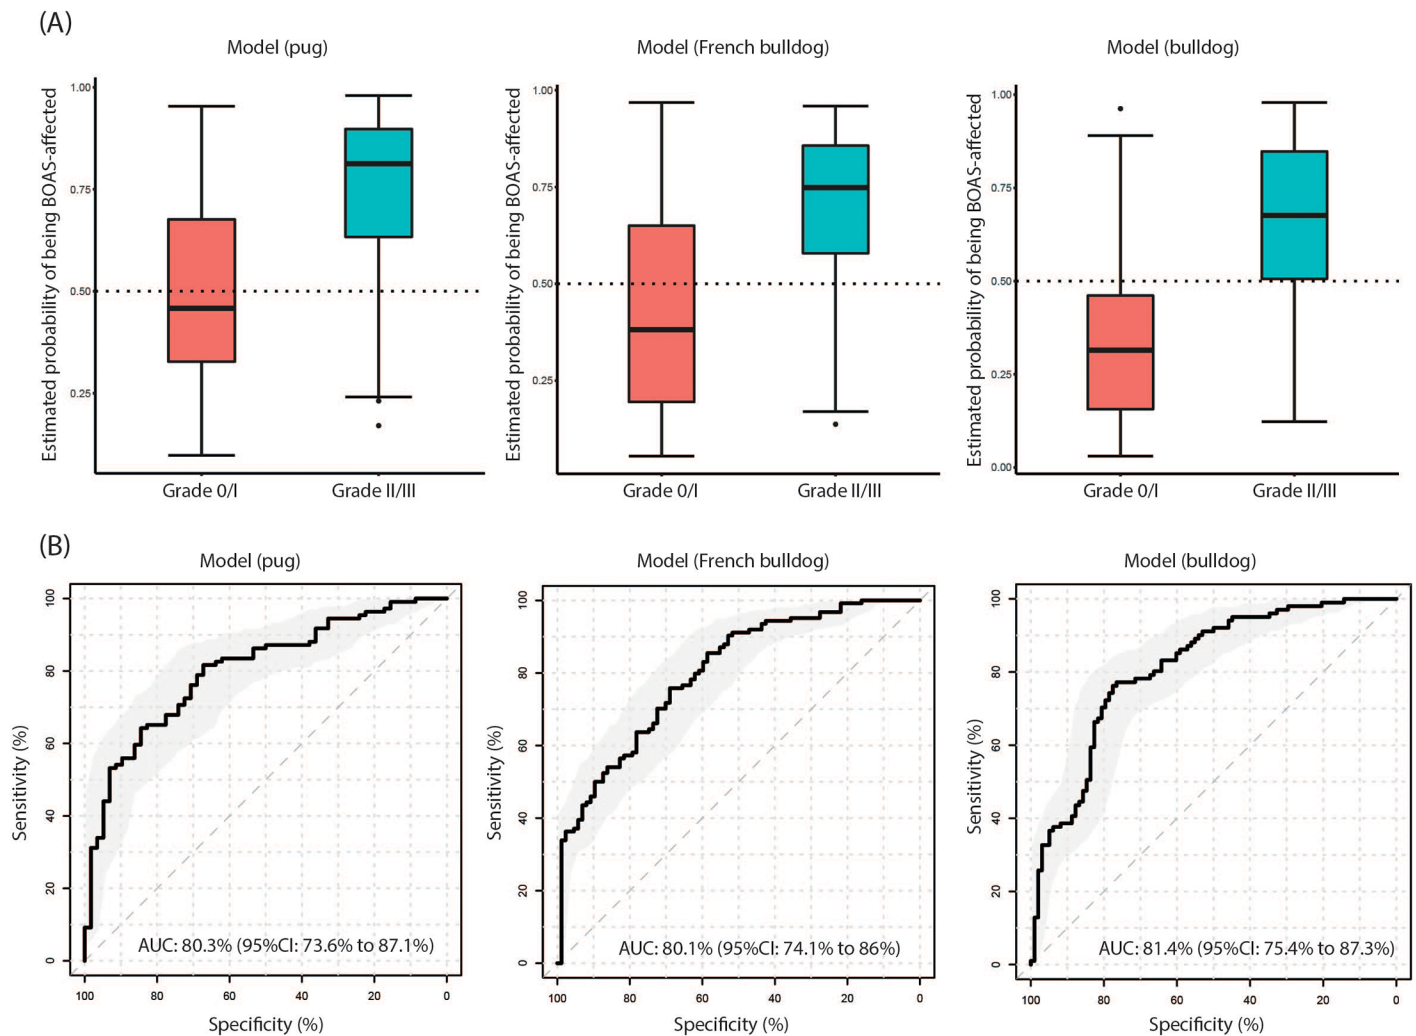 (A)
Model (pug)
Model (French bulldog)
Model (bulldog)
Estimated probability of being BOAS-affected
1.00
0.75
0.50
0.25
Grade 0/I
Grade II/III
Estimated probability of being BOAS-affected
1.00
0.75
0.50
0.25
Grade 0/I
Grade II/III
Estimated probability of being BOAS-affected
1.00
0.75
0.50
0.25
0.00
Grade 0/I
Grade II/III
(B)
Model (pug)
Model (French bulldog)
Model (bulldog)
Sensitivity (%)
100
80
60
40
20
0
AUC: 80.3% (95%CI: 73.6% to 87.1%)
100 80 60 40 20 0
Specificity (%)
Sensitivity (%)
100
80
60
40
20
0
AUC: 80.1% (95%CI: 74.1% to 86%)
100 80 60 40 20 0
Specificity (%)
Sensitivity (%)
100
80
60
40
20
0
AUC: 81.4% (95%CI: 75.4% to 87.3%)
100 80 60 40 20 0
Specificity (%)